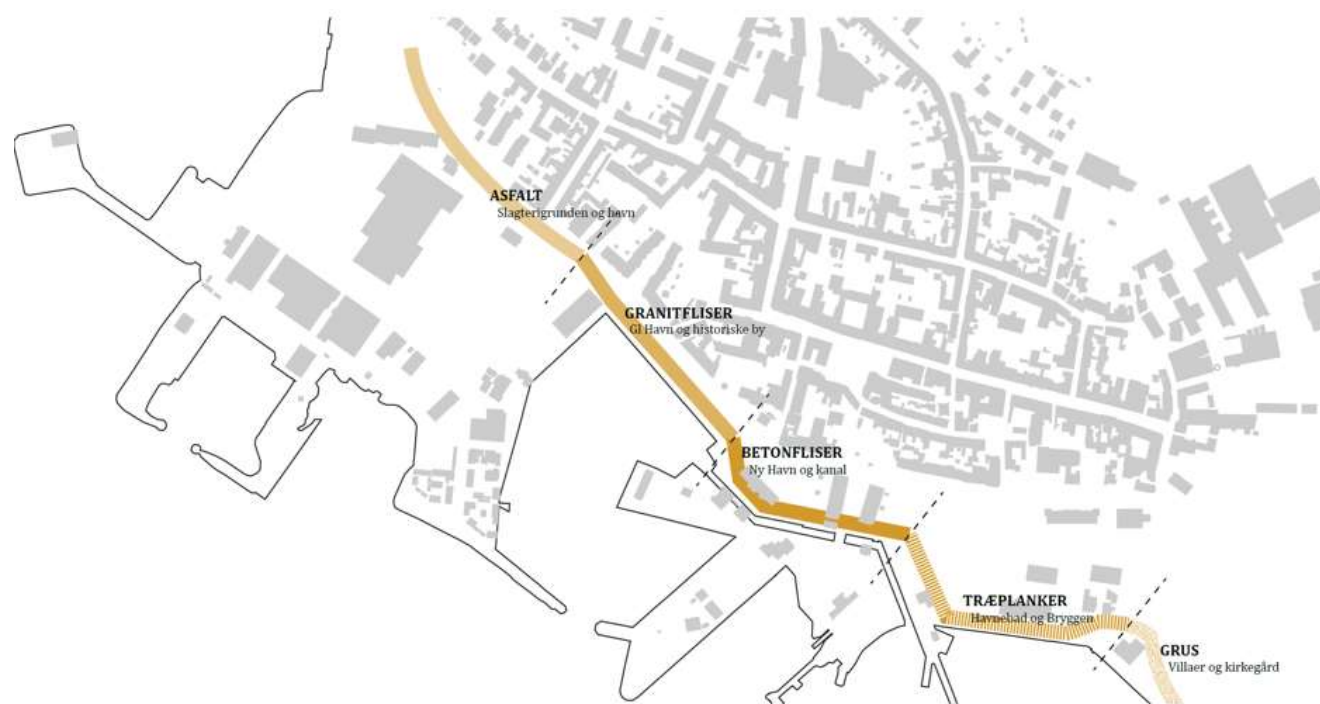 ASFALT
Slagterigrunden og havn
GRANITFLISER
Gl Havn og historiske by
BETONFLISER
Ny Havn og kanal
TRÆPLANKER
Havnebad og Bryggen
GRUS
Villaer og kirkegård